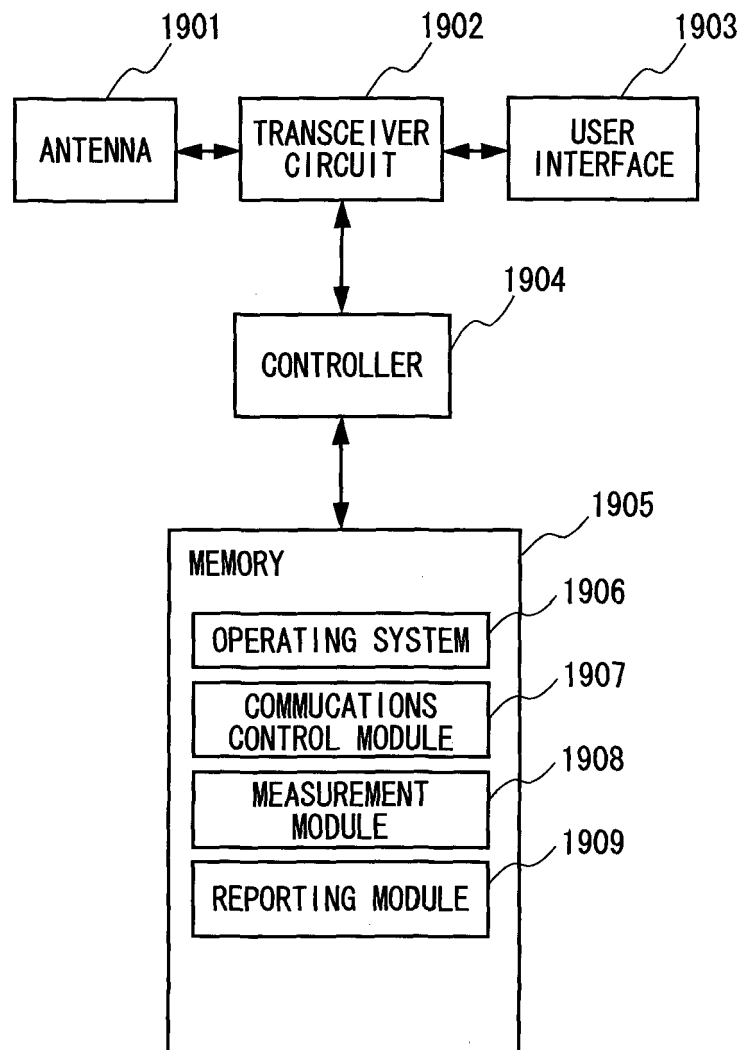 1901
1902
1903
ANTENNA
TRANSCEIVER
CIRCUIT
USER
INTERFACE
1904
CONTROLLER
1905
MEMORY
1906
OPERATING SYSTEM
1907
COMMUCATIONS
CONTROL MODULE
1908
MEASUREMENT
MODULE
1909
REPORTING MODULE